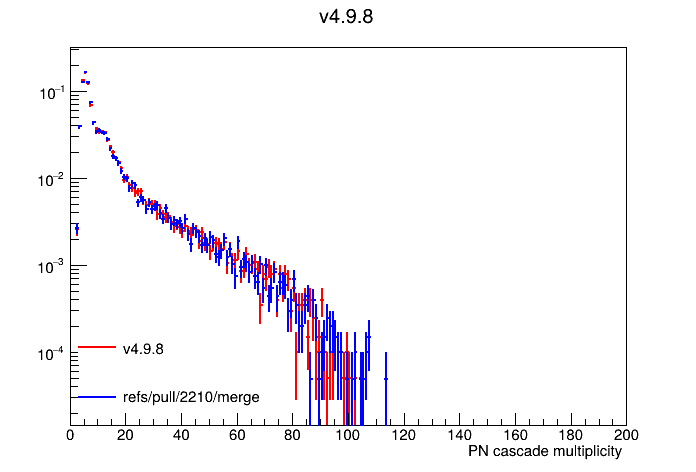 v4.9.8
10⁻¹
10⁻²
10⁻³
10⁻⁴
v4.9.8
refs/pull/2210/merge
0 20 40 60 80 100 120 140 160 180 200
PN cascade multiplicity